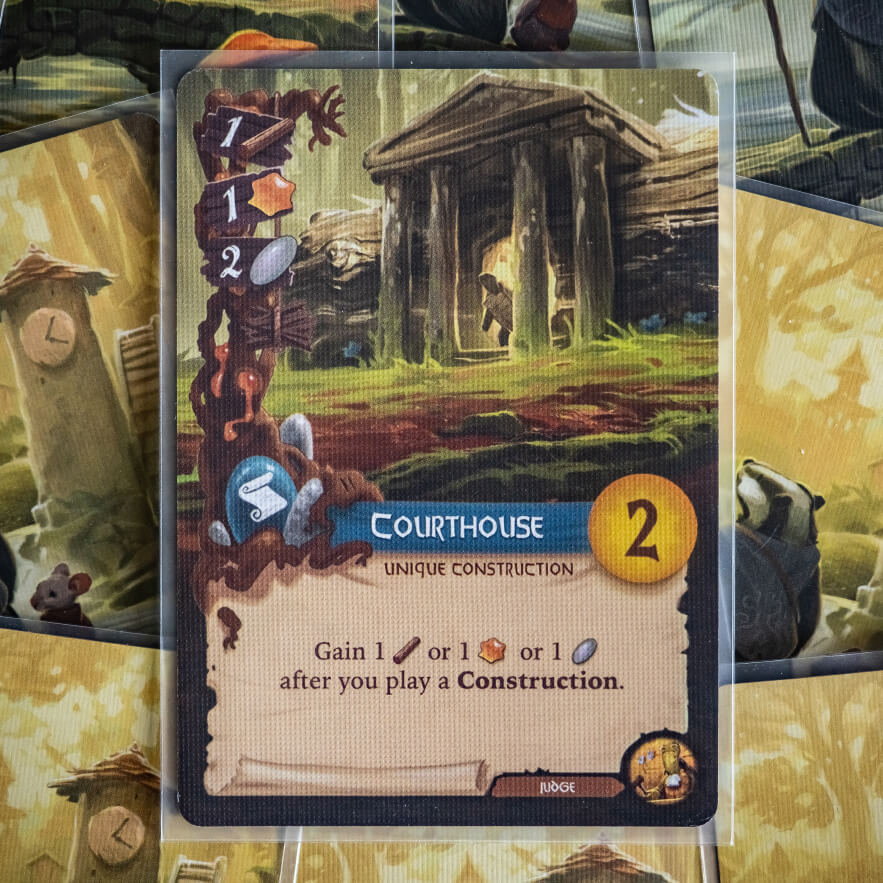 1
1
2
COURTHOUSE
2
UNIQUE CONSTRUCTION
Gain 1 or 1 or 1
after you play a Construction.
JUDGE